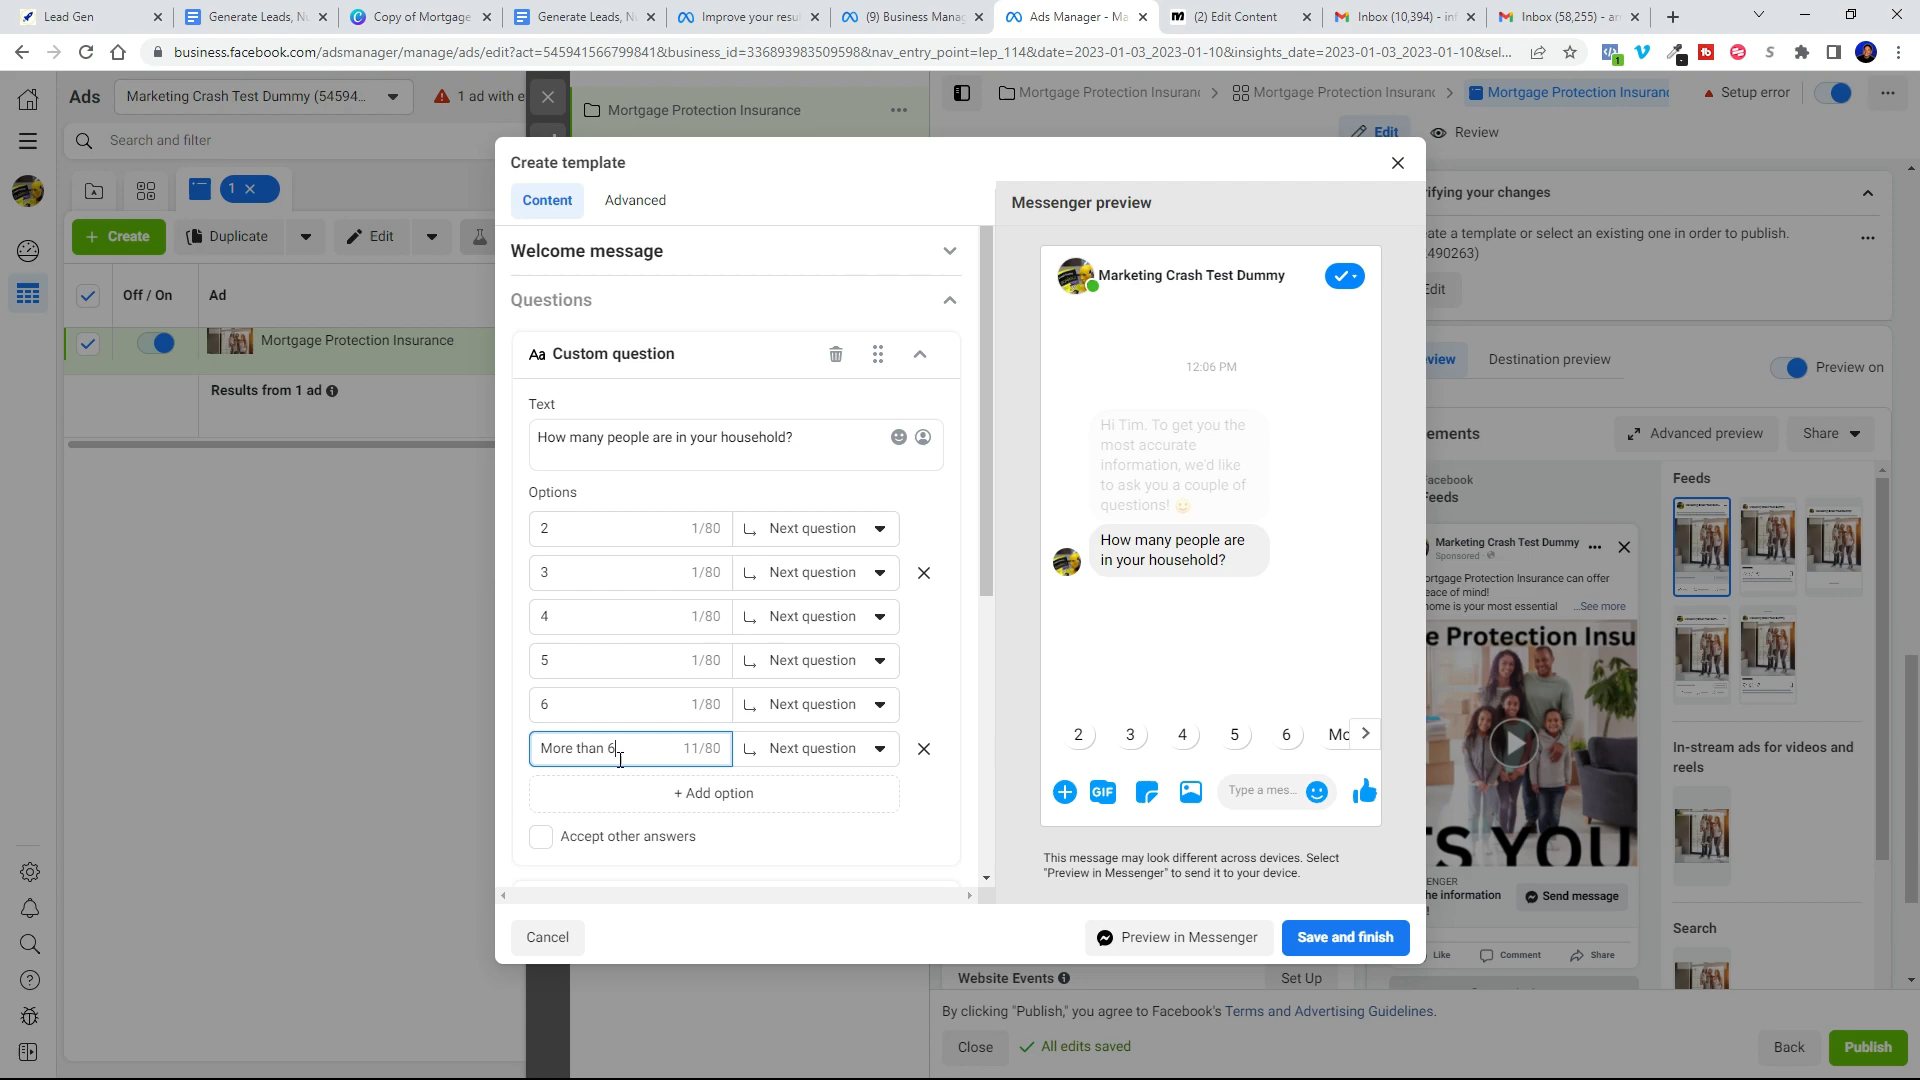 Lead Gen
Generate Leads, Nu
Copy of Mortgage
Generate Leads, Nu
Improve your resul
(9) Business Manag
Ads Manager - Ma
(2) Edit Content
Inbox (10,394) - inf
Inbox (58,255) - an
business.facebook.com/adsmanager/manage/ads/edit?act=545941566799841&business_id=336893983509598&nav_entry_point=lep_114&date=2023-01-03_2023-01-10&insights_date=2023-01-03_2023-01-10&sel...
Ads
Marketing Crash Test Dummy (54594...
1 ad with e
Mortgage Protection Insurance
Mortgage Protection Insuranc
Mortgage Protection Insuranc
Mortgage Protection Insuranc
Setup error
Search and filter
Edit
Review
1
Create
Duplicate
Edit
Off / On
Ad
Mortgage Protection Insurance
Results from 1 ad
Create template
Content
Advanced
Welcome message
Questions
Aa Custom question
Text
How many people are in your household?
Options
2 1/80 Next question
3 1/80 Next question
4 1/80 Next question
5 1/80 Next question
6 1/80 Next question
More than 6 11/80 Next question
+ Add option
Accept other answers
Cancel
Preview in Messenger
Save and finish
Messenger preview
Marketing Crash Test Dummy
12:06 PM
Hi Tim. To get you the
most accurate
information, we'd like
to ask you a couple of
questions!
How many people are
in your household?
2 3 4 5 6 Mo
GIF
Type a mes...
This message may look different across devices. Select
"Preview in Messenger" to send it to your device.
rifying your changes
eate a template or select an existing one in order to publish.
490263)
Edit
view
Destination preview
Preview on
ements
Advanced preview
Share
acebook
eeds
Marketing Crash Test Dummy
Sponsored
ortgage Protection Insurance can offer
eace of mind!
home is your most essential ...See more
e Protection Insu
TS YOU
ENGER
he information
!
Send message
Like
Comment
Share
Feeds
In-stream ads for videos and
reels
Search
Website Events
Set Up
By clicking "Publish," you agree to Facebook's Terms and Advertising Guidelines.
Close
All edits saved
Back
Publish